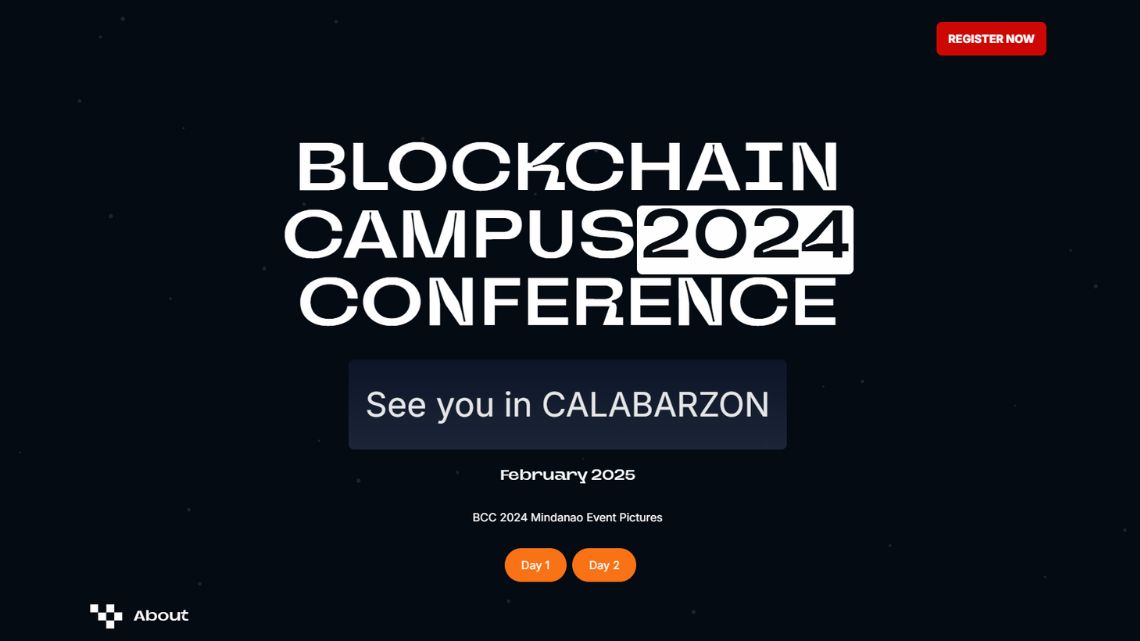 REGISTER NOW
BLOCKCHAIN
CAMPUS 2024
CONFERENCE
See you in CALABARZON
February 2025
BCC 2024 Mindanao Event Pictures
Day 1 Day 2
About